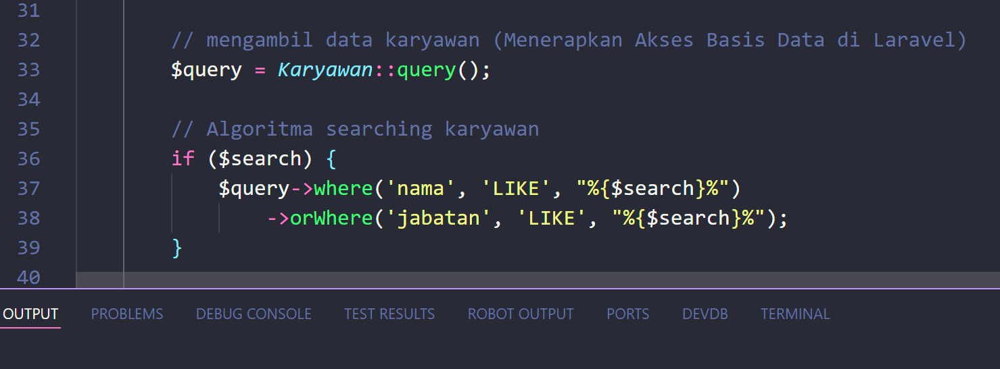 31
32 // mengambil data karyawan (Menerapkan Akses Basis Data di Laravel)
33 $query = Karyawan::query();
34
35 // Algoritma searching karyawan
36 if ($search) {
37 $query->where('nama', 'LIKE', "%{$search}%")
38 ->orWhere('jabatan', 'LIKE', "%{$search}%");
39 }
40
OUTPUT PROBLEMS DEBUG CONSOLE TEST RESULTS ROBOT OUTPUT PORTS DEVDB TERMINAL